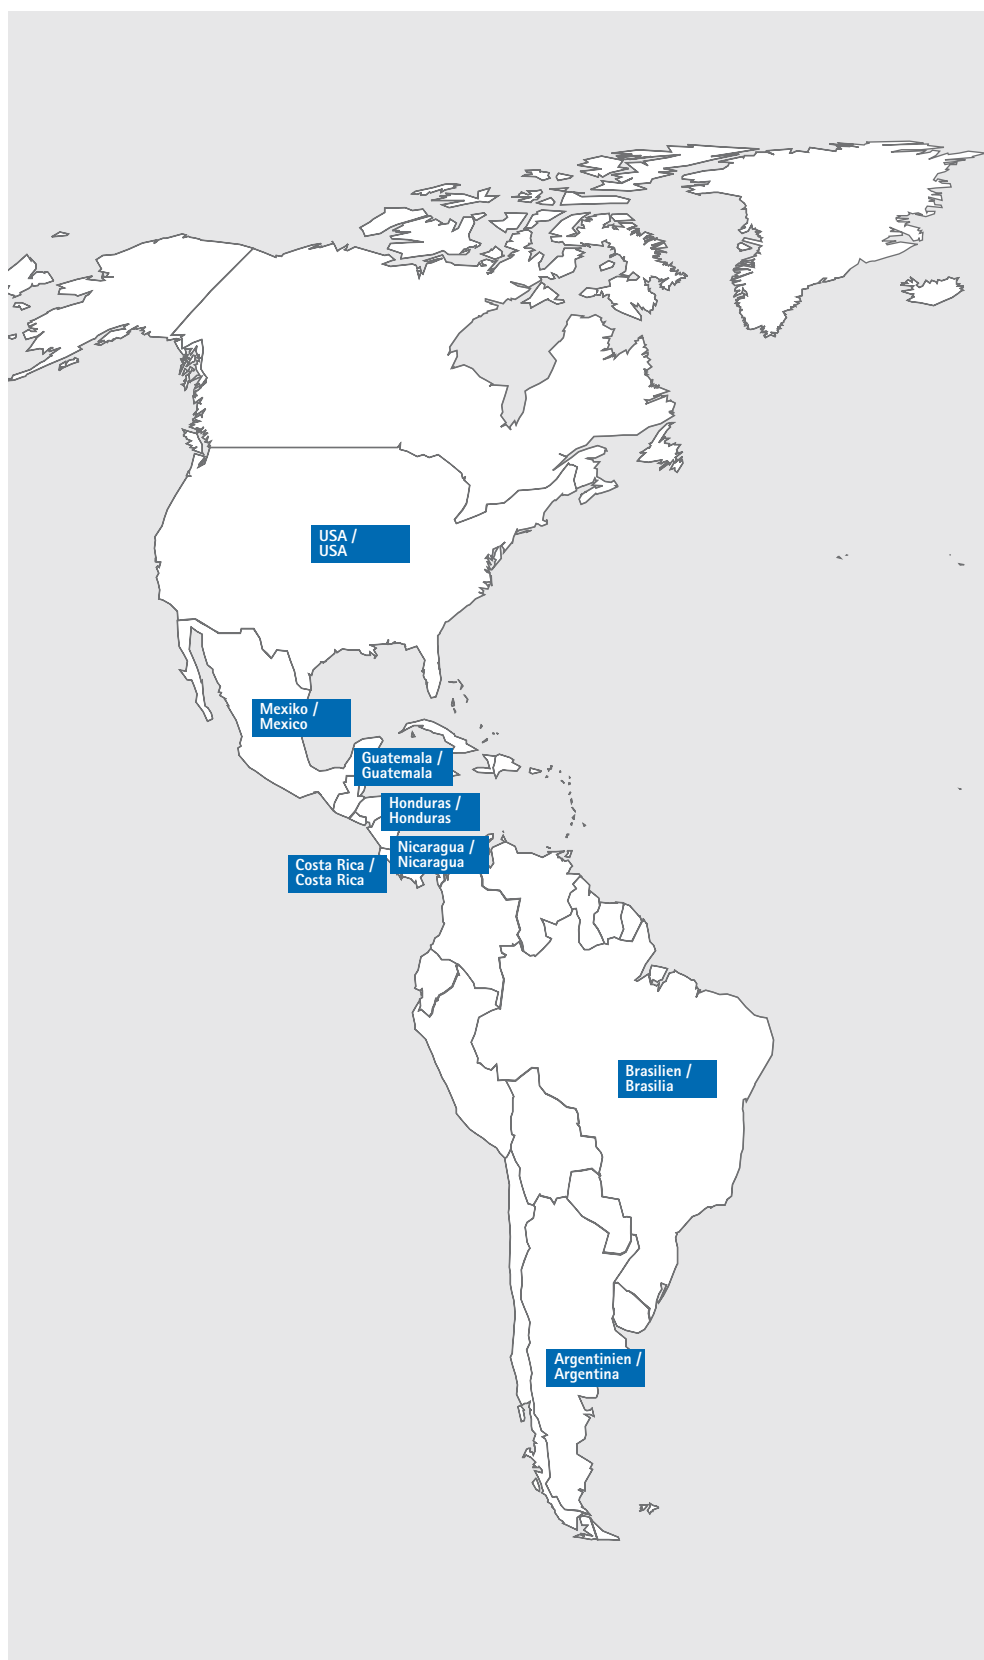 USA /
USA
Mexiko /
Mexico
Guatemala /
Guatemala
Honduras /
Honduras
Nicaragua /
Nicaragua
Costa Rica /
Costa Rica
Brasilien /
Brasilia
Argentinien /
Argentina